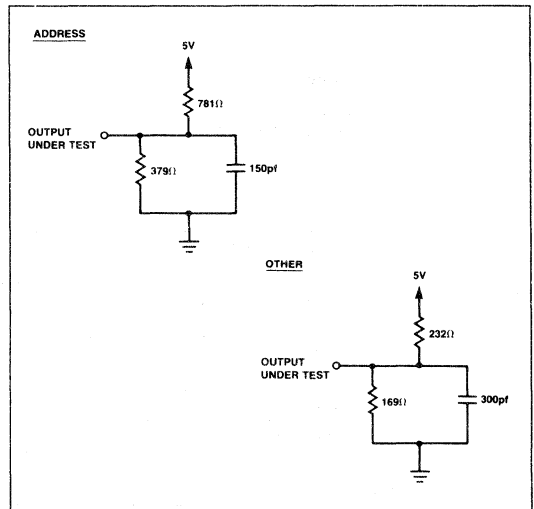 ADDRESS
5V
781Ω
OUTPUT
UNDER TEST
379Ω
150pf
OTHER
5V
232Ω
OUTPUT
UNDER TEST
169Ω
300pf